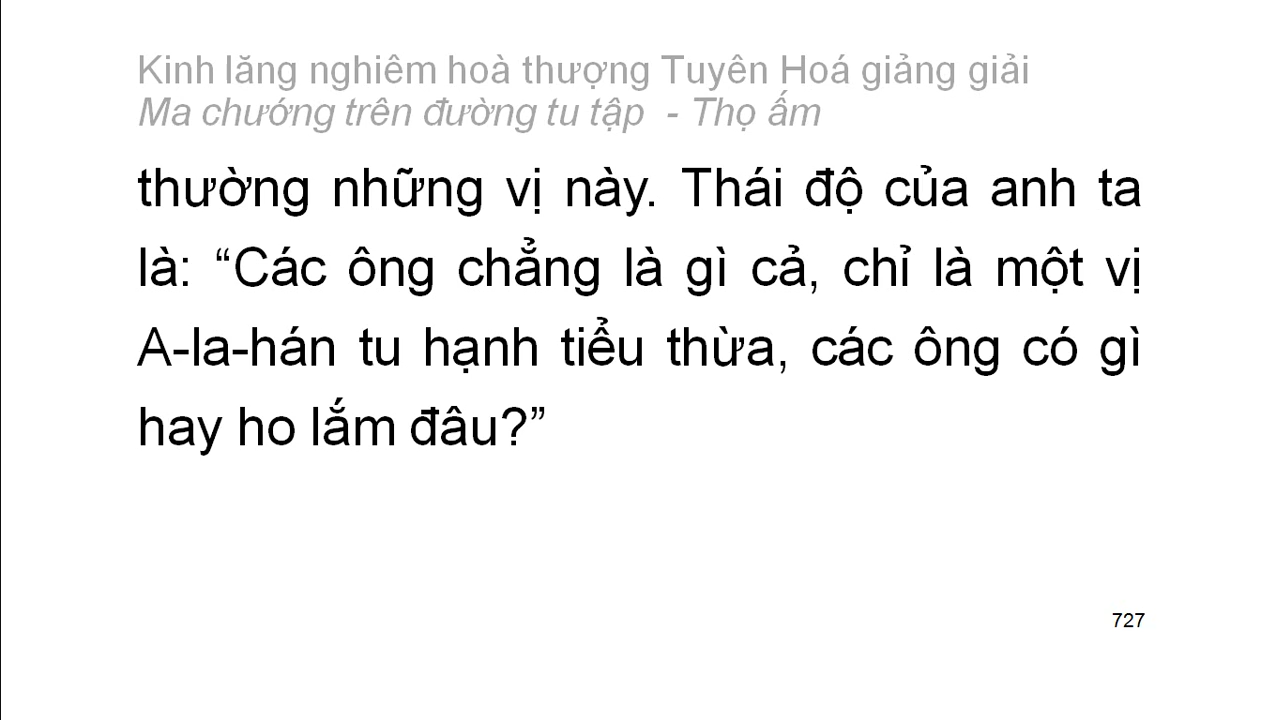 Kinh lăng nghiêm hoà thượng Tuyên Hoá giảng giải
Ma chướng trên đường tu tập - Thọ ấm
thường những vị này. Thái độ của anh ta
là: “Các ông chẳng là gì cả, chỉ là một vị
A-la-hán tu hạnh tiểu thừa, các ông có gì
hay ho lắm đâu?”
727